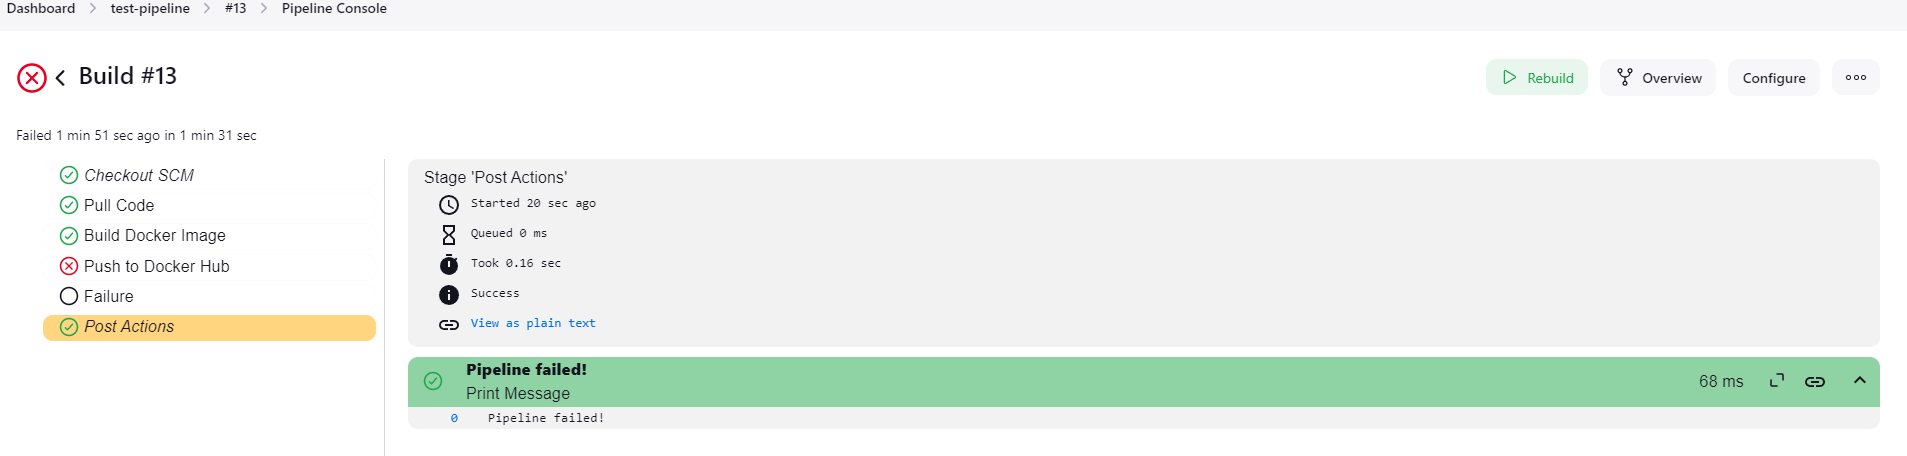 Dashboard > test-pipeline > #13 > Pipeline Console
Build #13
Rebuild
Overview
Configure
Failed 1 min 51 sec ago in 1 min 31 sec
Checkout SCM
Pull Code
Build Docker Image
Push to Docker Hub
Failure
Post Actions
Stage 'Post Actions'
Started 20 sec ago
Queued 0 ms
Took 0.16 sec
Success
View as plain text
Pipeline failed!
Print Message
68 ms
0 Pipeline failed!